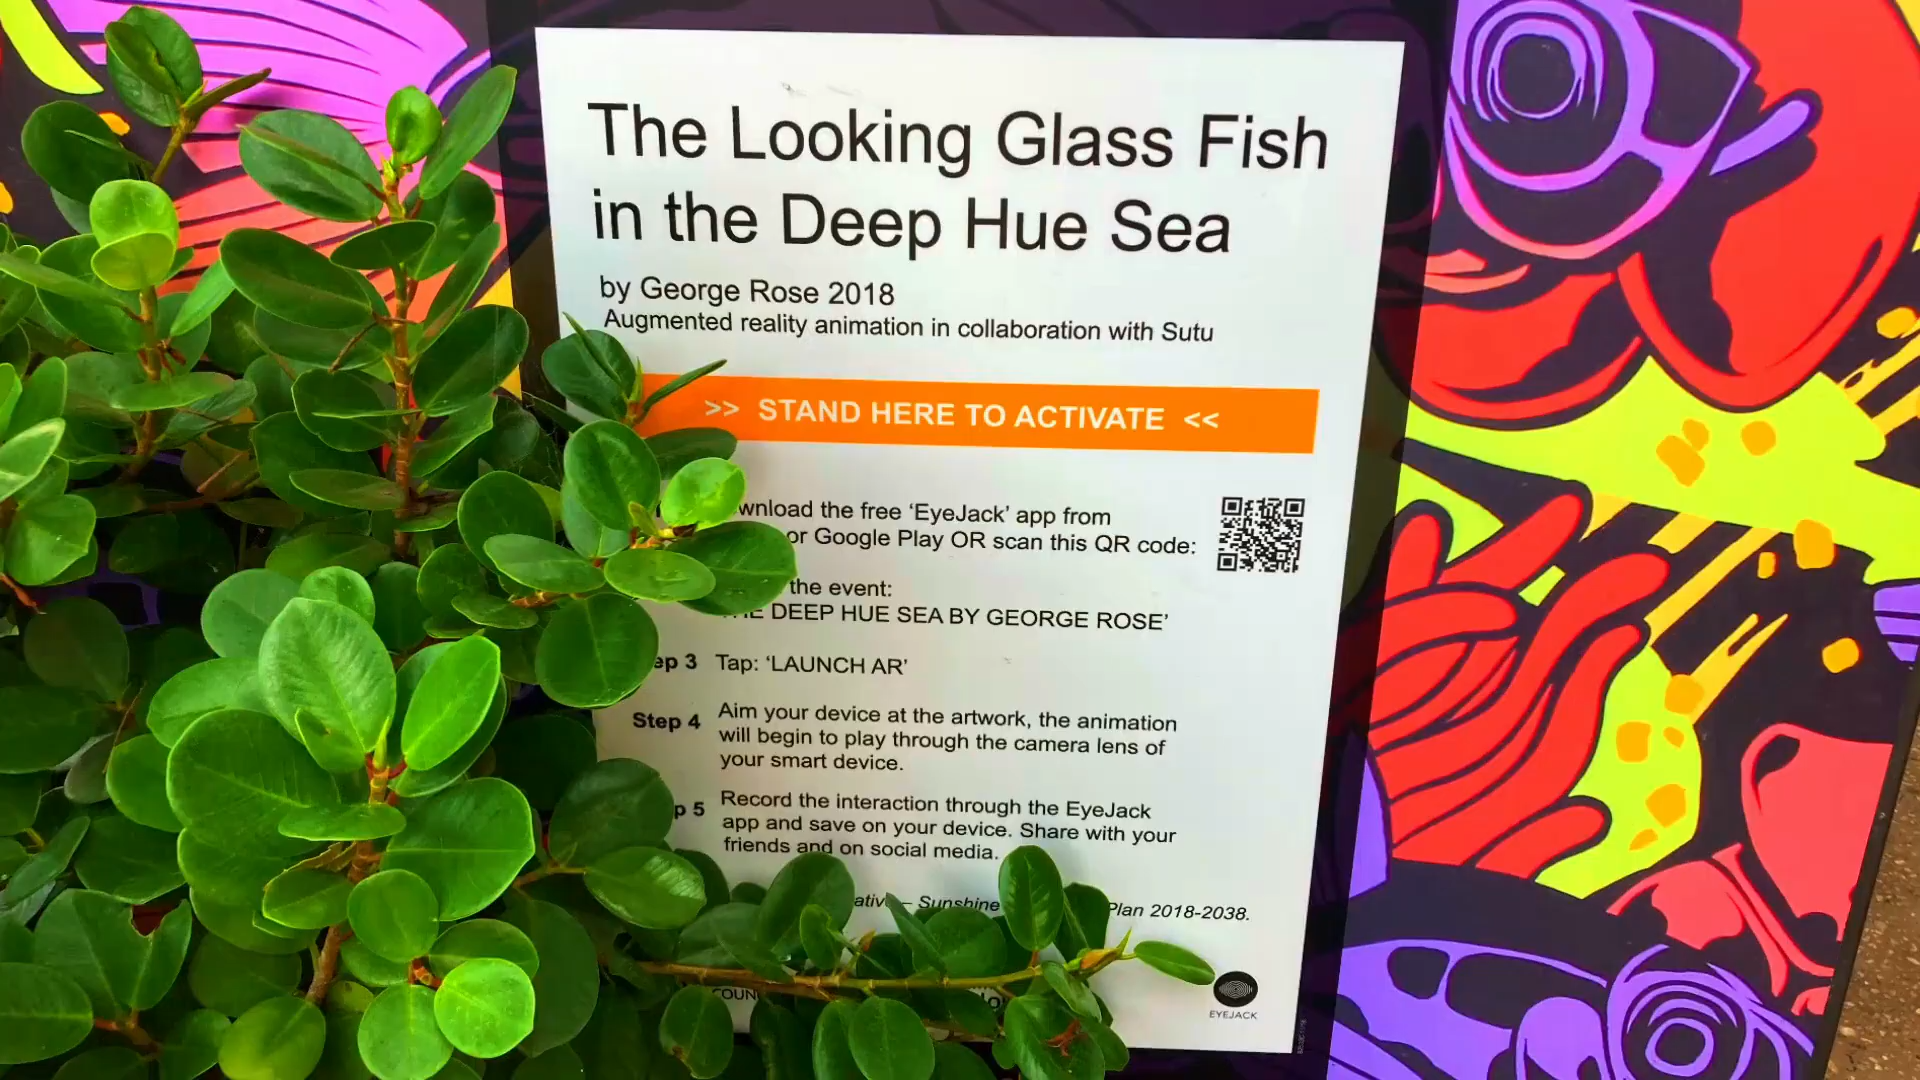 The Looking Glass Fish
in the Deep Hue Sea
by George Rose 2018
Augmented reality animation in collaboration with Sutu
>> STAND HERE TO ACTIVATE <<
the free ‘EyeJack’ app from
or Google Play OR scan this QR code:
the event:
DEEP HUE SEA BY GEORGE ROSE’
3 Tap: ‘LAUNCH AR’
Step 4 Aim your device at the artwork, the animation
will begin to play through the camera lens of
your smart device.
5 Record the interaction through the EyeJack
app and save on your device. Share with your
friends and on social media.
– Sunshine Plan 2018-2038.
EYEJACK